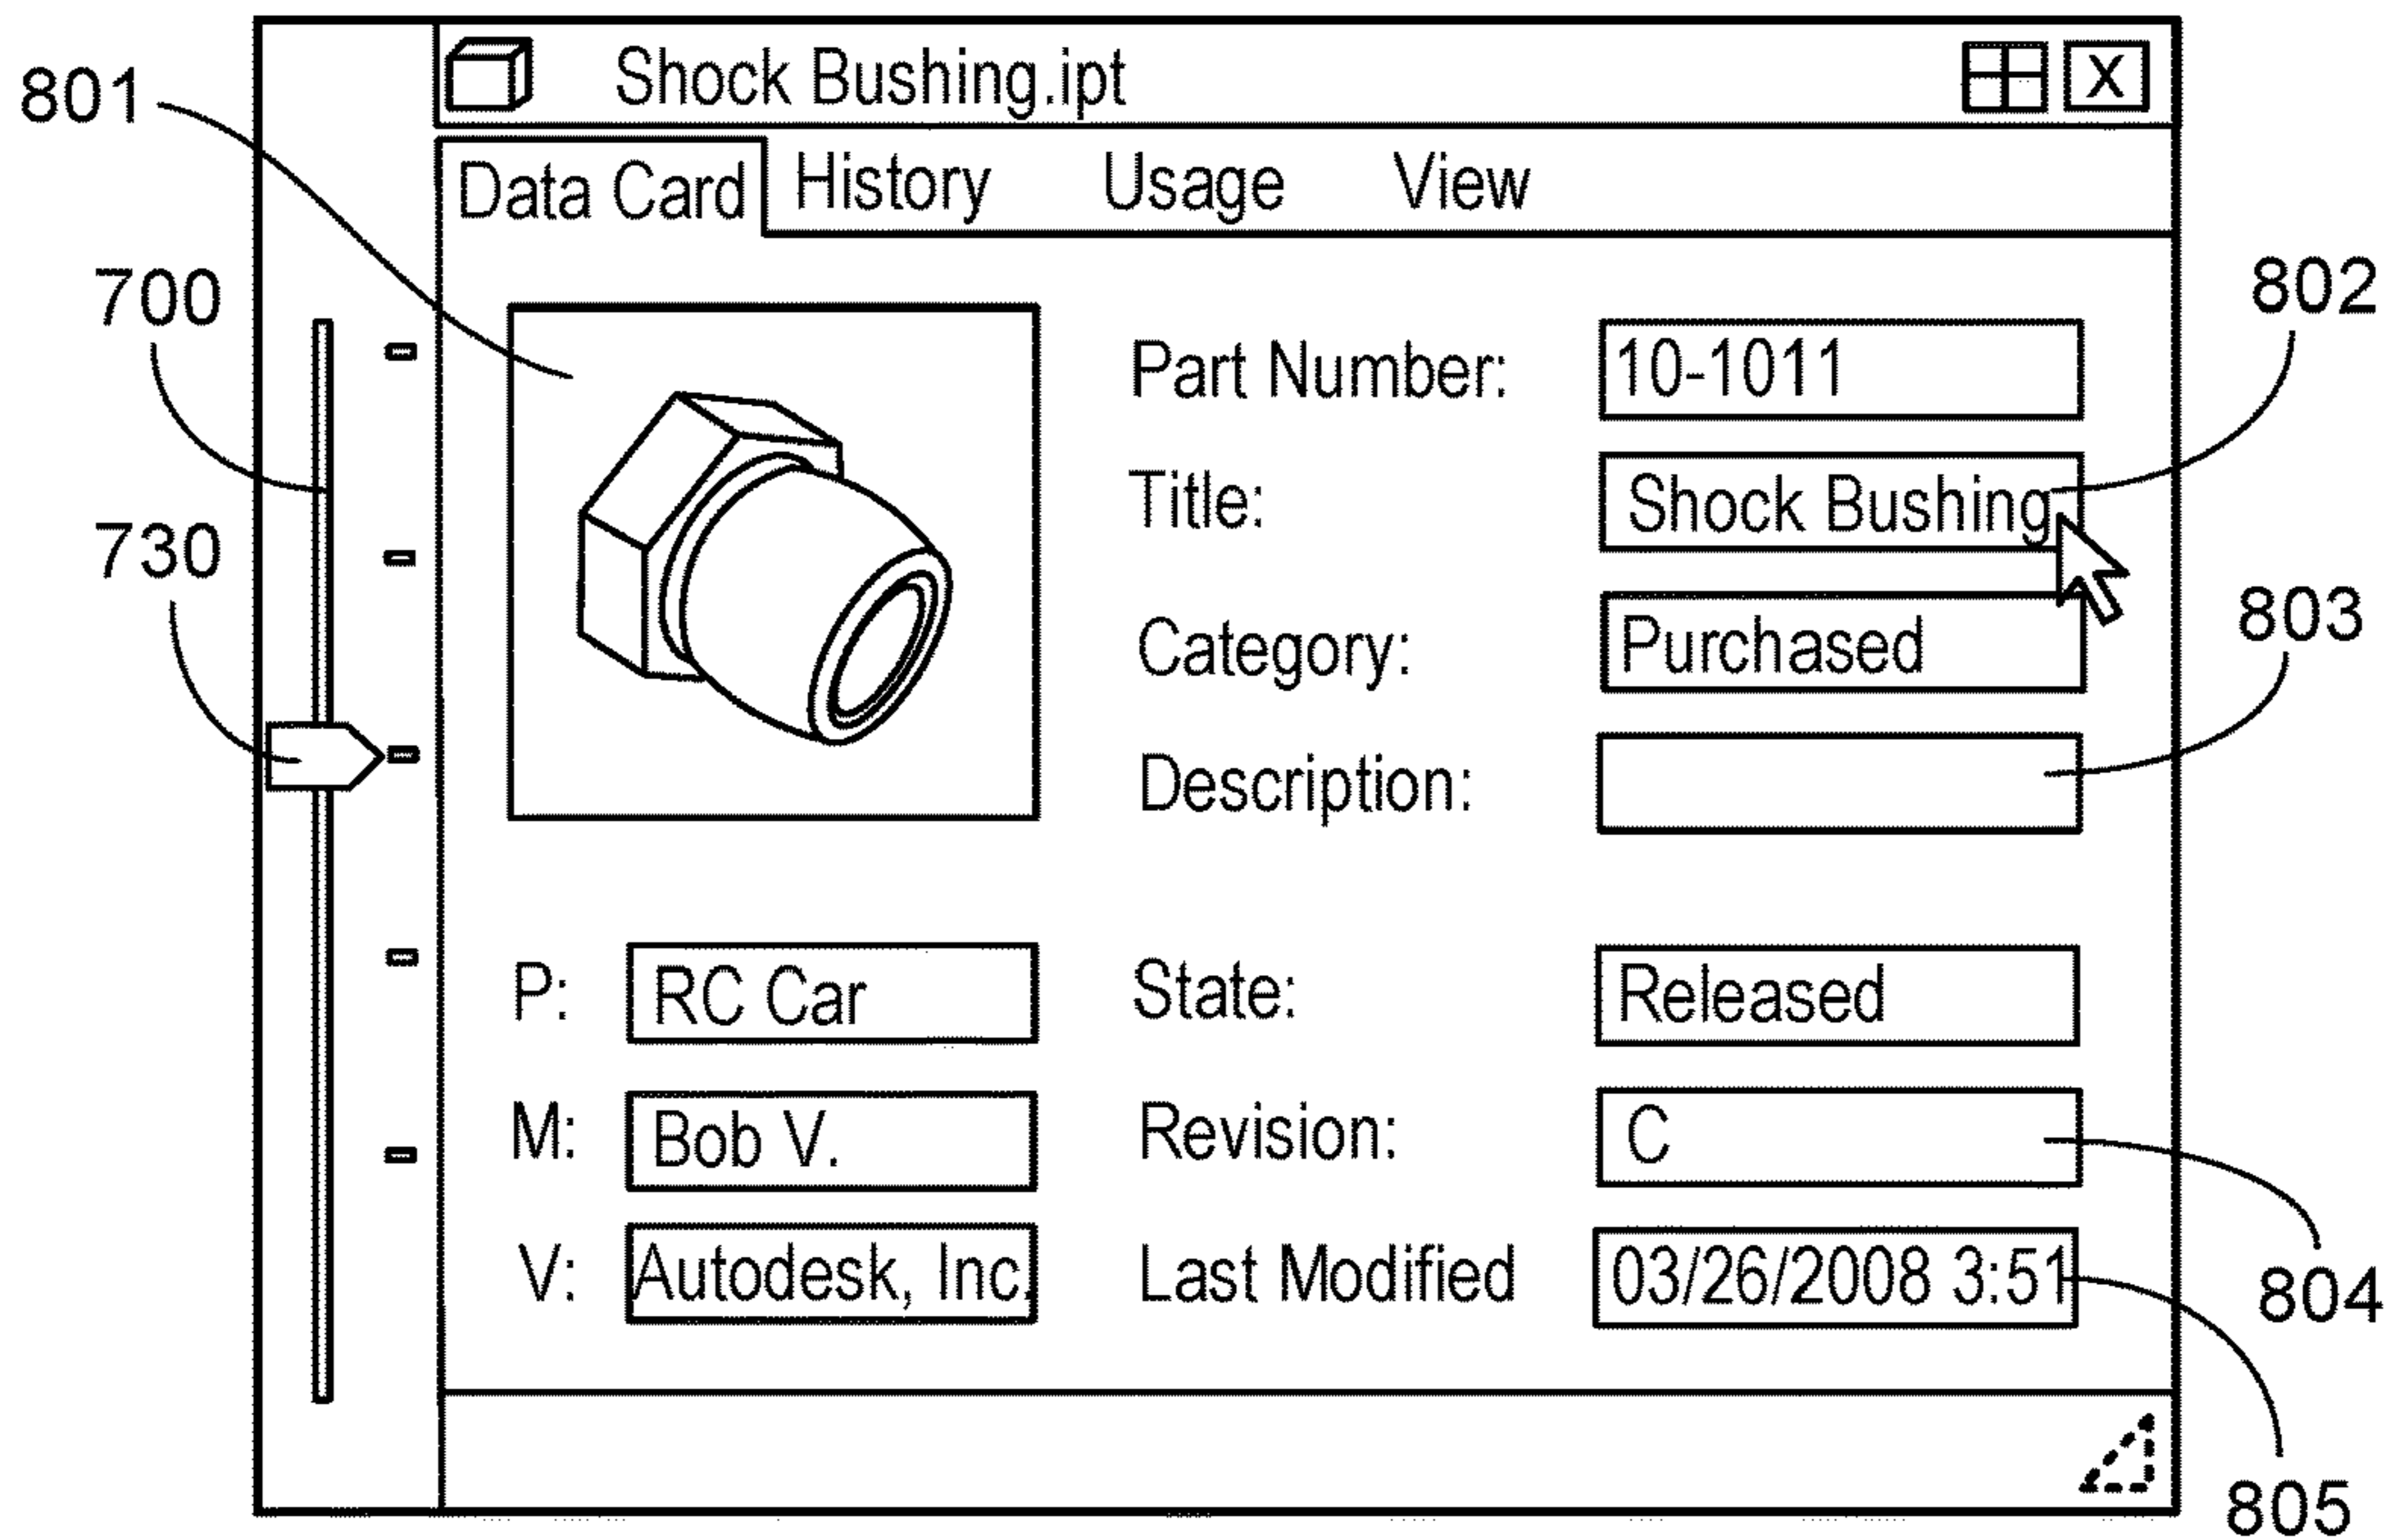 Shock Bushing.ipt X
801
Data Card History Usage View
700
802
Part Number: 10-1011
Title: Shock Bushing
730
803
Category: Purchased
Description:
P: RC Car State: Released
M: Bob V. Revision: C
V: Autodesk, Inc. Last Modified 03/26/2008 3:51
804
805